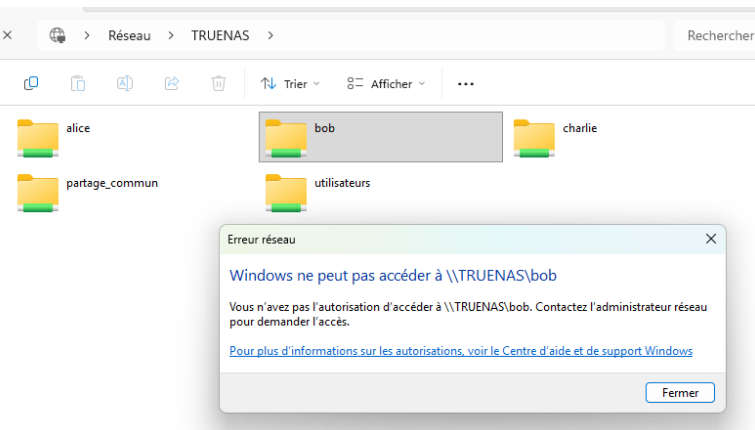 Réseau > TRUENAS >
Rechercher
Trier
Afficher
alice
bob
charlie
partage_commun
utilisateurs
Erreur réseau
Windows ne peut pas accéder à \\TRUENAS\bob
Vous n'avez pas l'autorisation d'accéder à \\TRUENAS\bob. Contactez l'administrateur réseau
pour demander l'accès.
Pour plus d'informations sur les autorisations, voir le Centre d'aide et de support Windows
Fermer